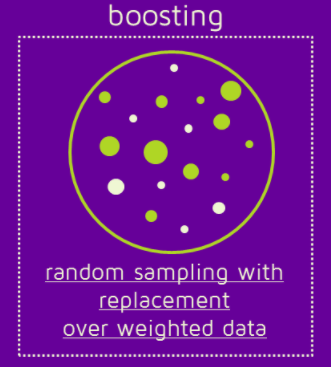 boosting
random sampling with
replacement
over weighted data